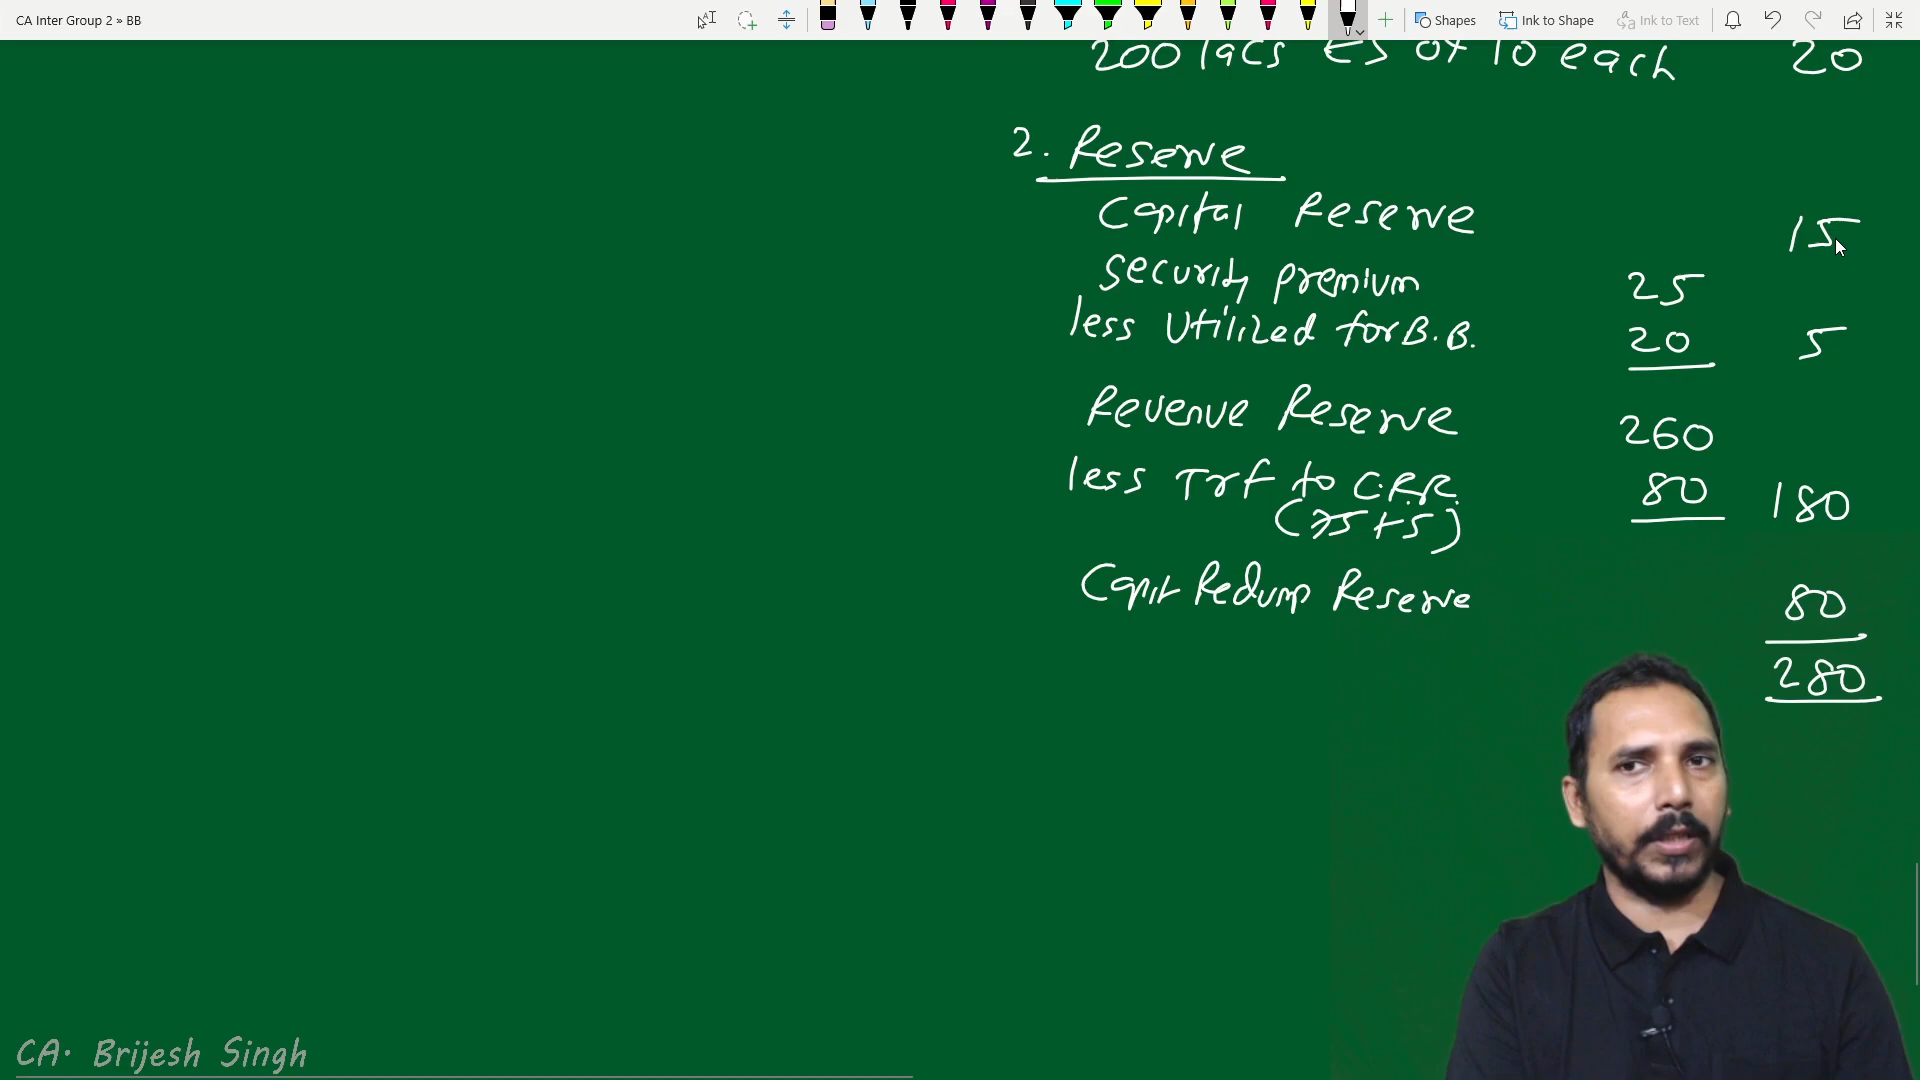 CA Inter Group 2 » BB
Shapes
Ink to Shape
Ink to Text
200 lacs ES of 10 each 20
2. Reserve
Capital Reserve 15
Security premium 25
less Utilized for B.B. 20 5
Revenue Reserve 260
less Trf to C.R.R. 80 180
(75+5)
Capit Redump Reserve 80
280
CA. Brijesh Singh